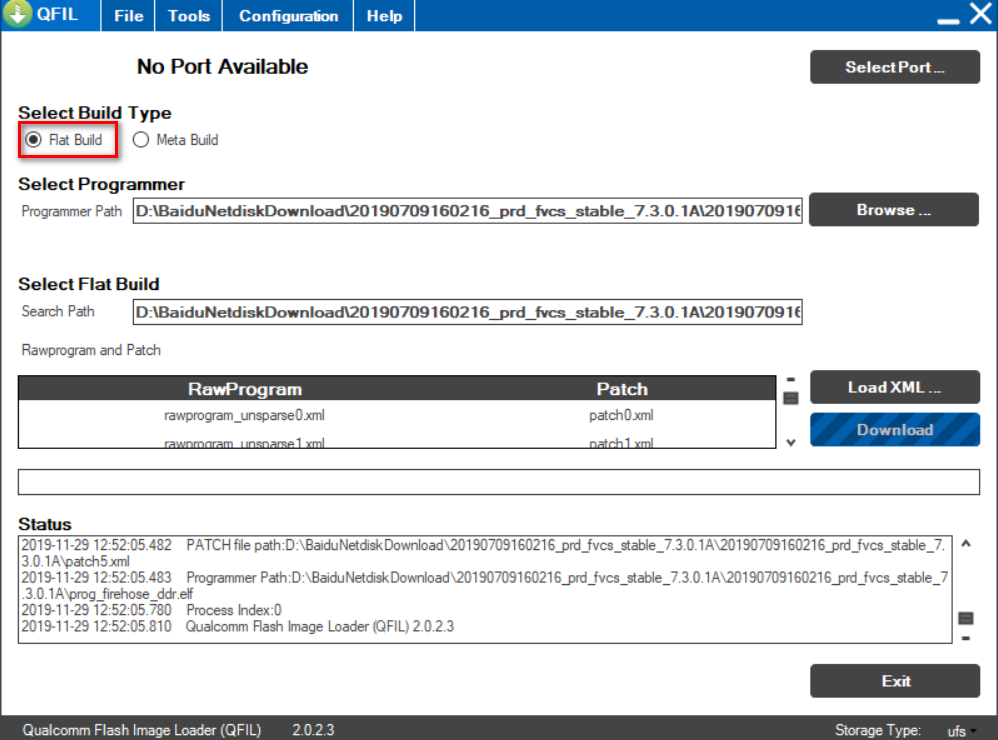 QFIL File Tools Configuration Help
No Port Available
Select Port ...
Select Build Type
Flat Build Meta Build
Select Programmer
Programmer Path D:\BaiduNetdiskDownload\20190709160216_prd_fvcs_stable_7.3.0.1A\2019070916
Browse ...
Select Flat Build
Search Path D:\BaiduNetdiskDownload\20190709160216_prd_fvcs_stable_7.3.0.1A\2019070916
Rawprogram and Patch
RawProgram Patch
Load XML ...
rawprogram_unsparse0.xml patch0.xml
Download
rawprogram_unsparse1.xml patch1.xml
Status
2019-11-29 12:52:05.482 PATCH file path:D:\BaiduNetdiskDownload\20190709160216_prd_fvcs_stable_7.3.0.1A\20190709160216_prd_fvcs_stable_7.
3.0.1A\patch5.xml
2019-11-29 12:52:05.483 Programmer Path:D:\BaiduNetdiskDownload\20190709160216_prd_fvcs_stable_7.3.0.1A\20190709160216_prd_fvcs_stable_7
.3.0.1A\prog_firehose_ddr.elf
2019-11-29 12:52:05.780 Process Index:0
2019-11-29 12:52:05.810 Qualcomm Flash Image Loader (QFIL) 2.0.2.3
Exit
Qualcomm Flash Image Loader (QFIL) 2.0.2.3 Storage Type: ufs